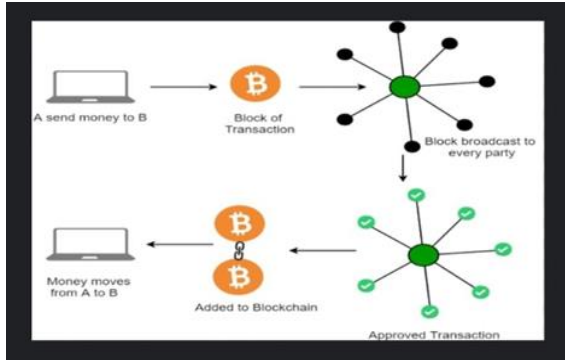 A send money to B
Block of
Transaction
Block broadcast to
every party
Money moves
from A to B
Added to Blockchain
Approved Transaction